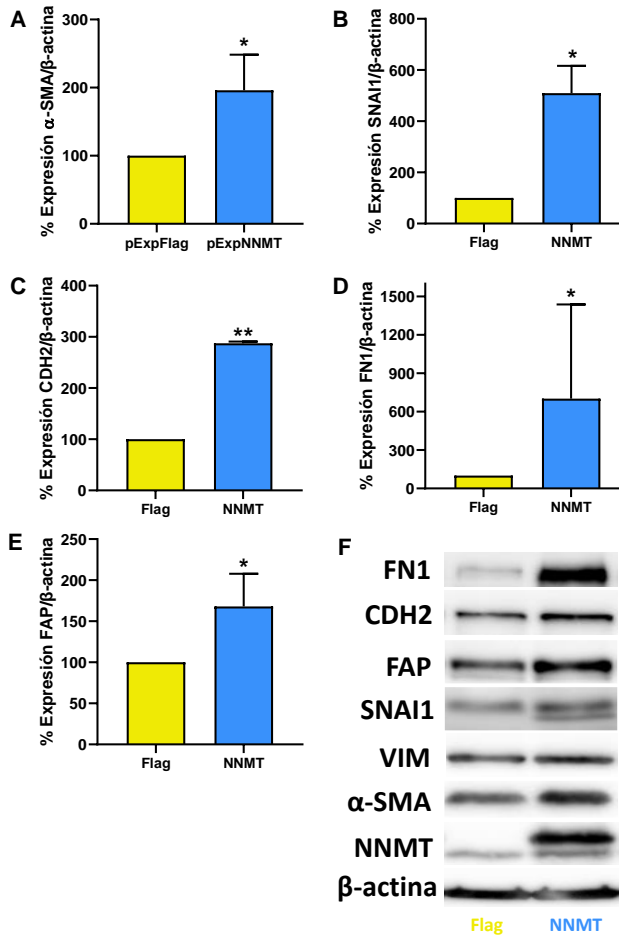 A
% Expresión α-SMA/β-actina
300
200
100
0
*
pExpFlag pExpNNMT
B
% Expresión SNAI1/β-actina
800
600
400
200
0
*
Flag NNMT
C
% Expresión CDH2/β-actina
400
300
200
100
0
**
Flag NNMT
D
% Expresión FN1/β-actina
1500
1200
900
600
300
0
*
Flag NNMT
E
% Expresión FAP/β-actina
250
200
150
100
50
0
*
Flag NNMT
F
FN1
CDH2
FAP
SNAI1
VIM
α-SMA
NNMT
β-actina
Flag NNMT